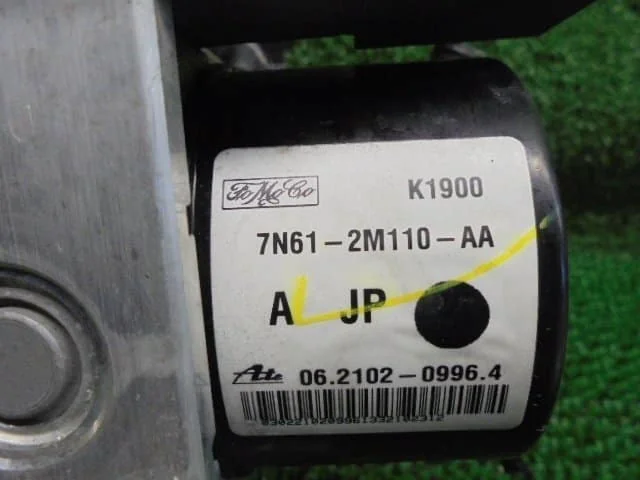 FoMoCo K1900
7N61-2M110-AA
A JP
Ate 06.2102-0996.4